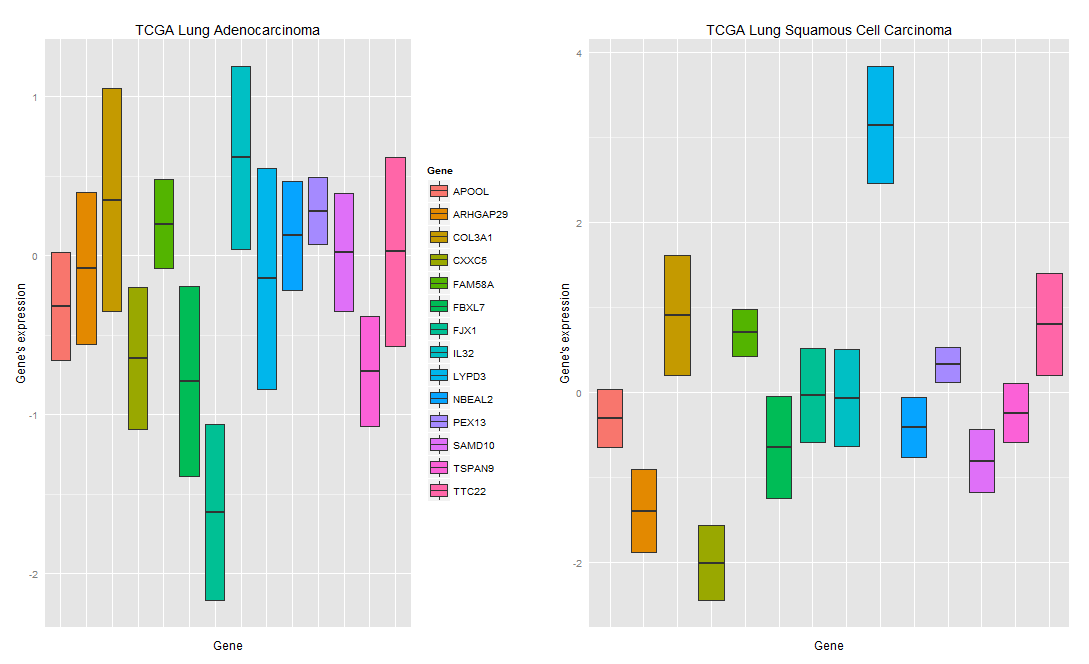 TCGA Lung Adenocarcinoma
1
0
-1
-2
Gene's expression
Gene
Gene
APOOL
ARHGAP29
COL3A1
CXXC5
FAM58A
FBXL7
FJX1
IL32
LYPD3
NBEAL2
PEX13
SAMD10
TSPAN9
TTC22
TCGA Lung Squamous Cell Carcinoma
4
2
0
-2
Gene's expression
Gene